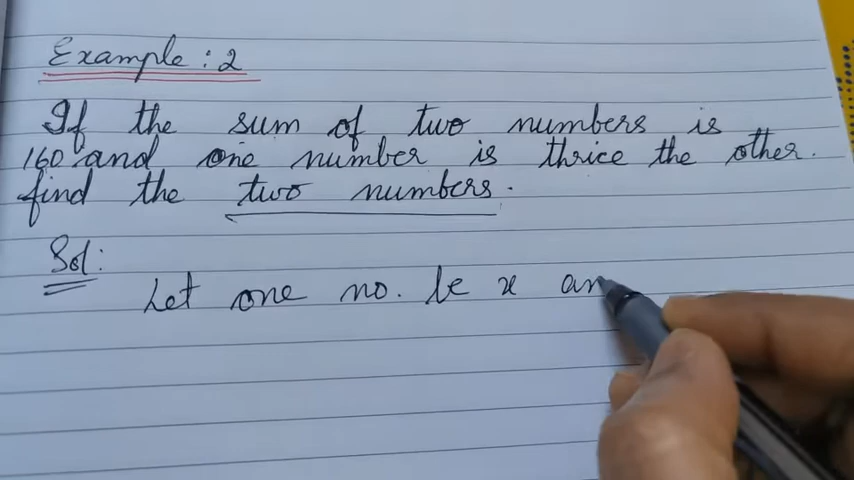 Example : 2
If the sum of two numbers is
160 and one number is thrice the other.
find the two numbers.
Sol:
Let one no. be x an